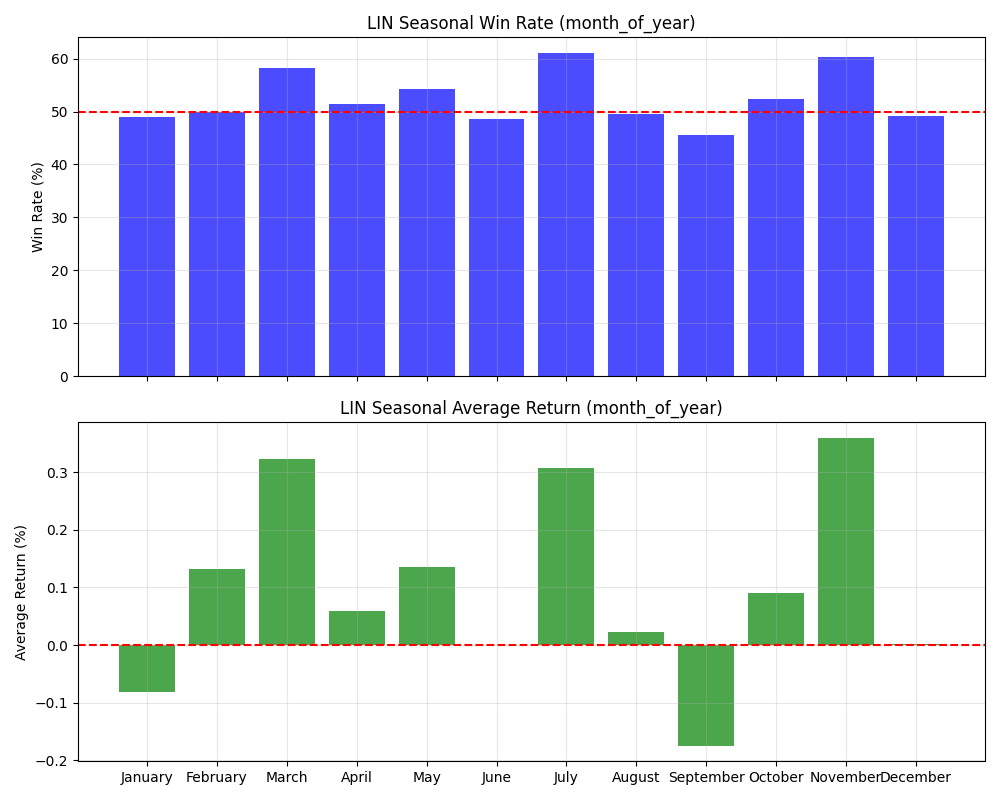 LIN Seasonal Win Rate (month_of_year)
Win Rate (%)
60
50
40
30
20
10
0
LIN Seasonal Average Return (month_of_year)
Average Return (%)
0.3
0.2
0.1
0.0
−0.1
−0.2
January February March April May June July August September October November December